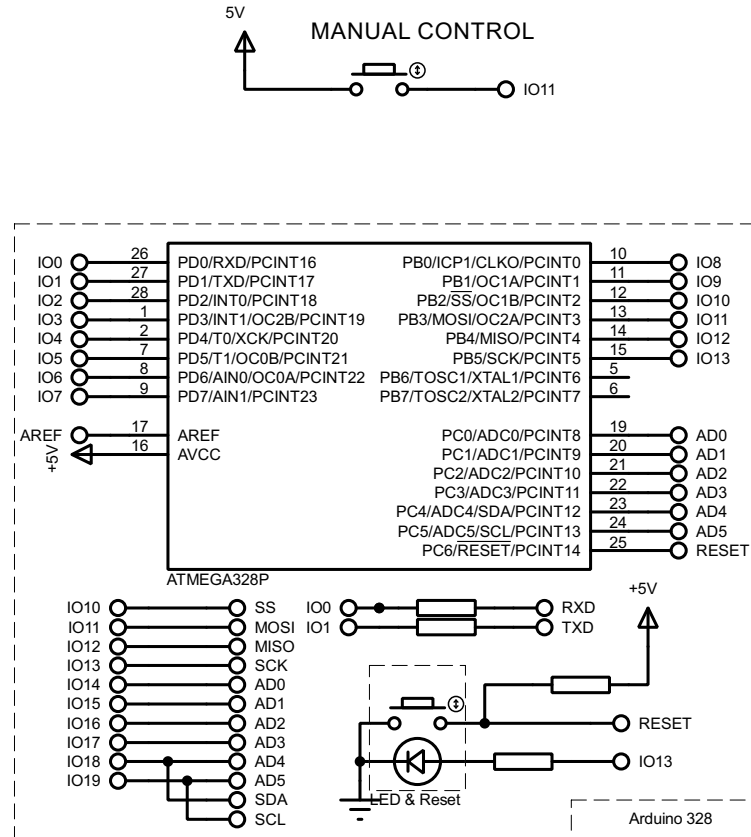 5V
MANUAL CONTROL
IO11
IO0 26 PD0/RXD/PCINT16 PB0/ICP1/CLKO/PCINT0 10 IO8
IO1 27 PD1/TXD/PCINT17 PB1/OC1A/PCINT1 11 IO9
IO2 28 PD2/INT0/PCINT18 PB2/SS/OC1B/PCINT2 12 IO10
IO3 1 PD3/INT1/OC2B/PCINT19 PB3/MOSI/OC2A/PCINT3 13 IO11
IO4 2 PD4/T0/XCK/PCINT20 PB4/MISO/PCINT4 14 IO12
IO5 7 PD5/T1/OC0B/PCINT21 PB5/SCK/PCINT5 15 IO13
IO6 8 PD6/AIN0/OC0A/PCINT22 PB6/TOSC1/XTAL1/PCINT6 5
IO7 9 PD7/AIN1/PCINT23 PB7/TOSC2/XTAL2/PCINT7 6
AREF 17 AREF PC0/ADC0/PCINT8 19 AD0
+5V 16 AVCC PC1/ADC1/PCINT9 20 AD1
PC2/ADC2/PCINT10 21 AD2
PC3/ADC3/PCINT11 22 AD3
PC4/ADC4/SDA/PCINT12 23 AD4
PC5/ADC5/SCL/PCINT13 24 AD5
PC6/RESET/PCINT14 25 RESET
ATMEGA328P
+5V
IO10 SS IO0 RXD
IO11 MOSI IO1 TXD
IO12 MISO
IO13 SCK
IO14 AD0
IO15 AD1
IO16 AD2 RESET
IO17 AD3
IO18 AD4 IO13
IO19 AD5
SDA LED & Reset
SCL Arduino 328